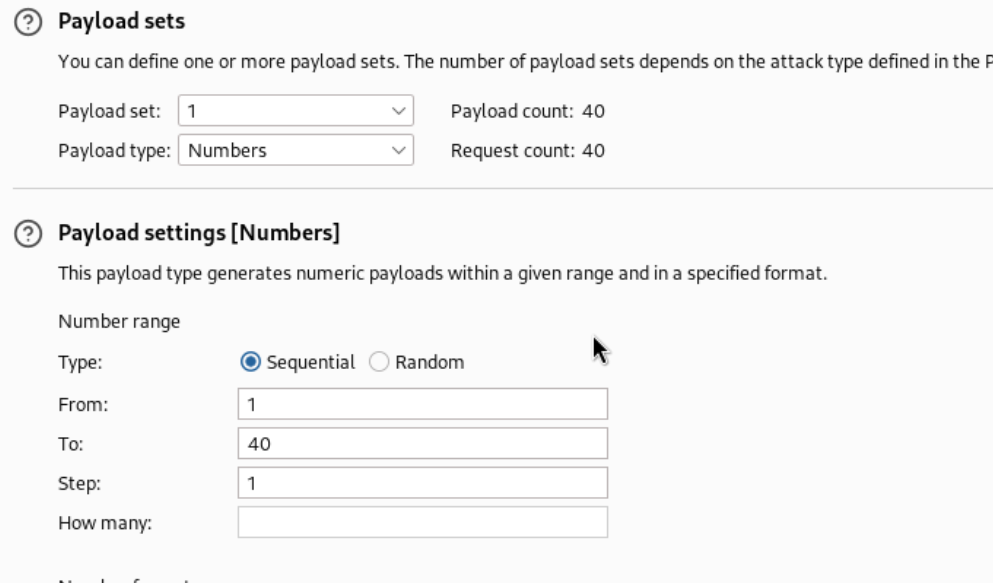 Payload sets
You can define one or more payload sets. The number of payload sets depends on the attack type defined in the P
Payload set: 1 Payload count: 40
Payload type: Numbers Request count: 40
Payload settings [Numbers]
This payload type generates numeric payloads within a given range and in a specified format.
Number range
Type: Sequential Random
From: 1
To: 40
Step: 1
How many: